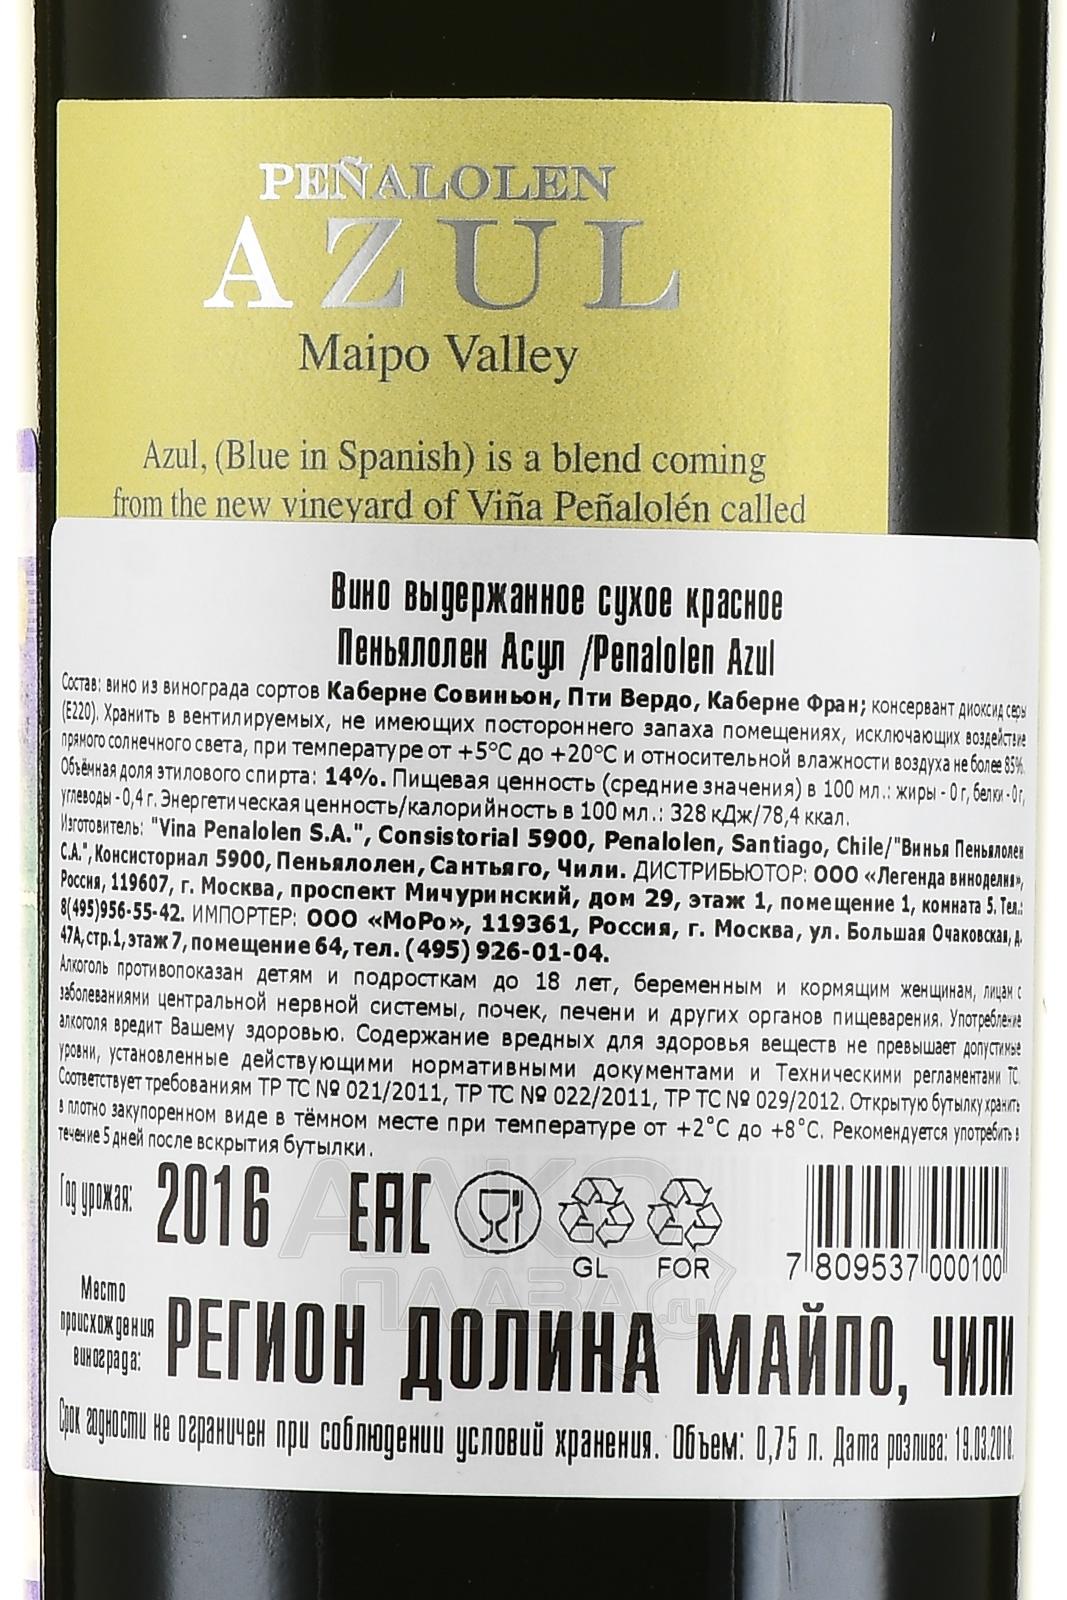 PEÑALOLEN
AZUL
Maipo Valley
Azul, (Blue in Spanish) is a blend coming
from the new vineyard of Viña Peñalolén called
Вино выдержанное сухое красное
Пеньялолен Асул /Penalolen Azul
Состав: вино из винограда сортов Каберне Совиньон, Пти Вердо, Каберне Фран; консервант диоксид серы
(Е220). Хранить в вентилируемых, не имеющих постороннего запаха помещениях, исключающих воздействие
прямого солнечного света, при температуре от +5°С до +20°С и относительной влажности воздуха не более 85%.
Объёмная доля этилового спирта: 14%. Пищевая ценность (средние значения) в 100 мл.: жиры - 0 г, белки - 0 г,
углеводы - 0,4 г. Энергетическая ценность/калорийность в 100 мл.: 328 кДж/78,4 ккал.
Изготовитель: "Vina Penalolen S.A.", Consistorial 5900, Penalolen, Santiago, Chile/"Винья Пеньялолен
С.А.", Консисториал 5900, Пеньялолен, Сантьяго, Чили. ДИСТРИБЬЮТОР: ООО «Легенда виноделия»,
Россия, 119607, г. Москва, проспект Мичуринский, дом 29, этаж 1, помещение 1, комната 5. Тел.:
8(495)956-55-42. ИМПОРТЕР: ООО «МоРо», 119361, Россия, г. Москва, ул. Большая Очаковская, д.
47А, стр.1, этаж 7, помещение 64, тел. (495) 926-01-04.
Алкоголь противопоказан детям и подросткам до 18 лет, беременным и кормящим женщинам, лицам с
заболеваниями центральной нервной системы, почек, печени и других органов пищеварения. Употребление
алкоголя вредит Вашему здоровью. Содержание вредных для здоровья веществ не превышает допустимые
уровни, установленные действующими нормативными документами и Техническими регламентами ТС.
Соответствует требованиям ТР ТС № 021/2011, ТР ТС № 022/2011, ТР ТС № 029/2012. Открытую бутылку хранить
в плотно закупоренном виде в тёмном месте при температуре от +2°С до +8°С. Рекомендуется употребить в
течение 5 дней после вскрытия бутылки.
Год урожая: 2016 EAC
GL FOR
7 809537 000100
АЛКО
ПЛАЗА.ru
Место
происхождения
винограда:
РЕГИОН ДОЛИНА МАЙПО, ЧИЛИ
Срок годности не ограничен при соблюдении условий хранения. Объем: 0,75 л. Дата розлива: 19.03.2018.